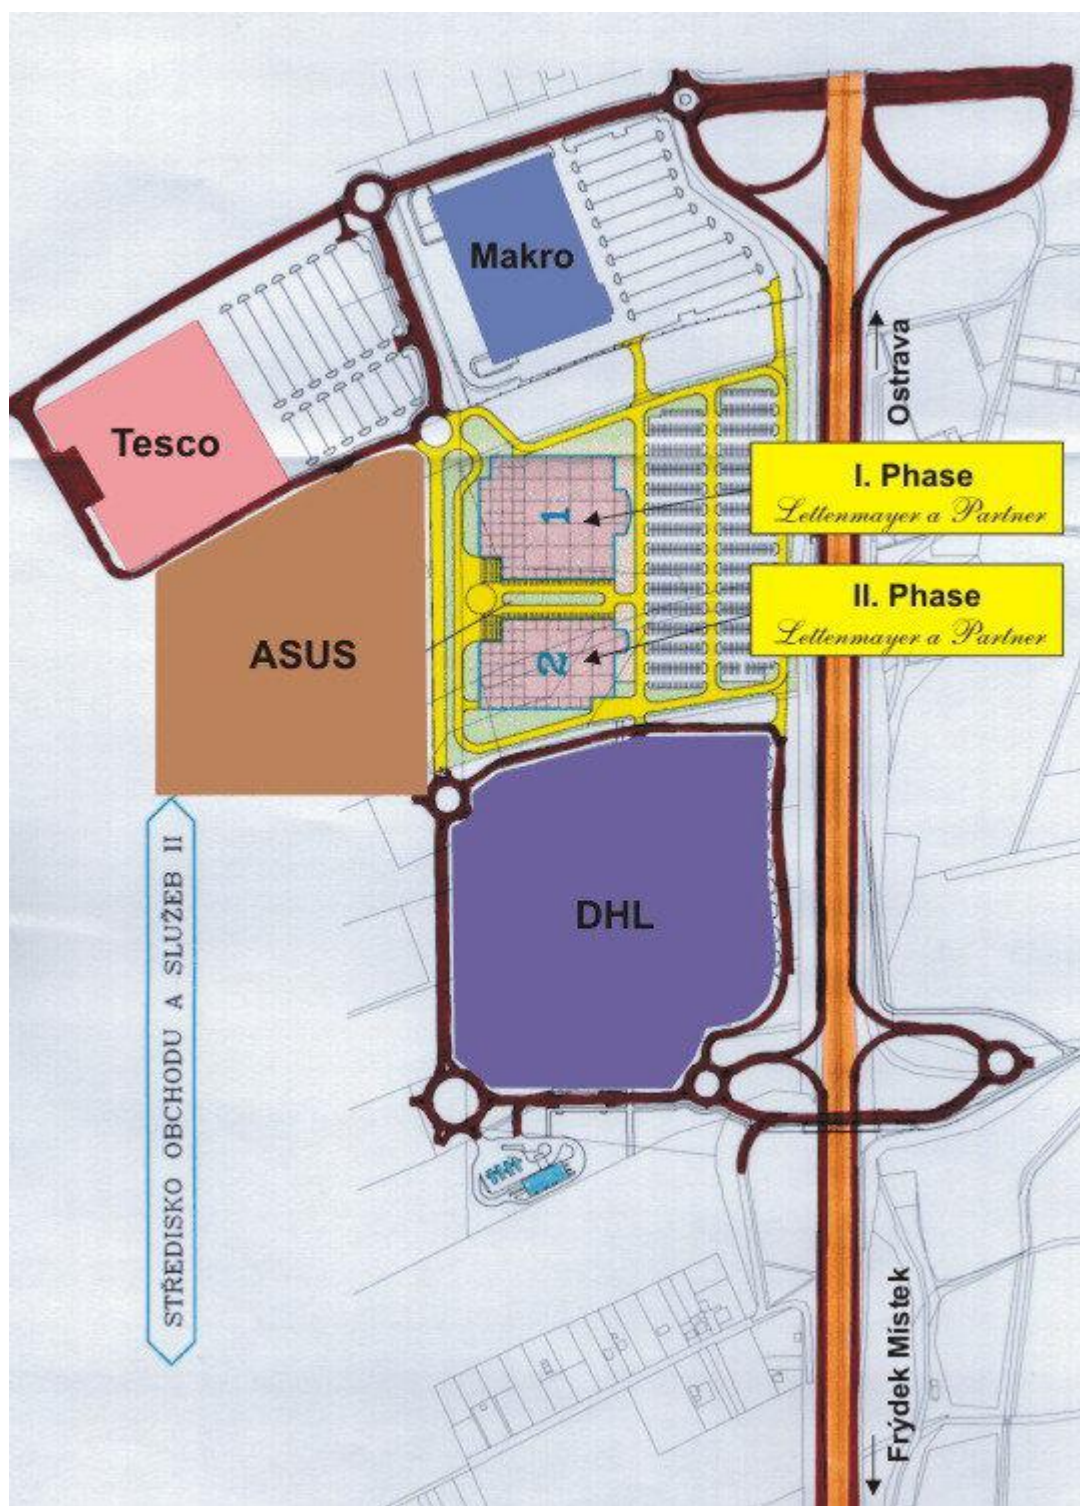 Makro
Ostrava
Tesco
I. Phase
Lettenmayer a Partner
1
II. Phase
Lettenmayer a Partner
2
ASUS
DHL
STŘEDISKO OBCHODU A SLUŽEB II
Frýdek Místek